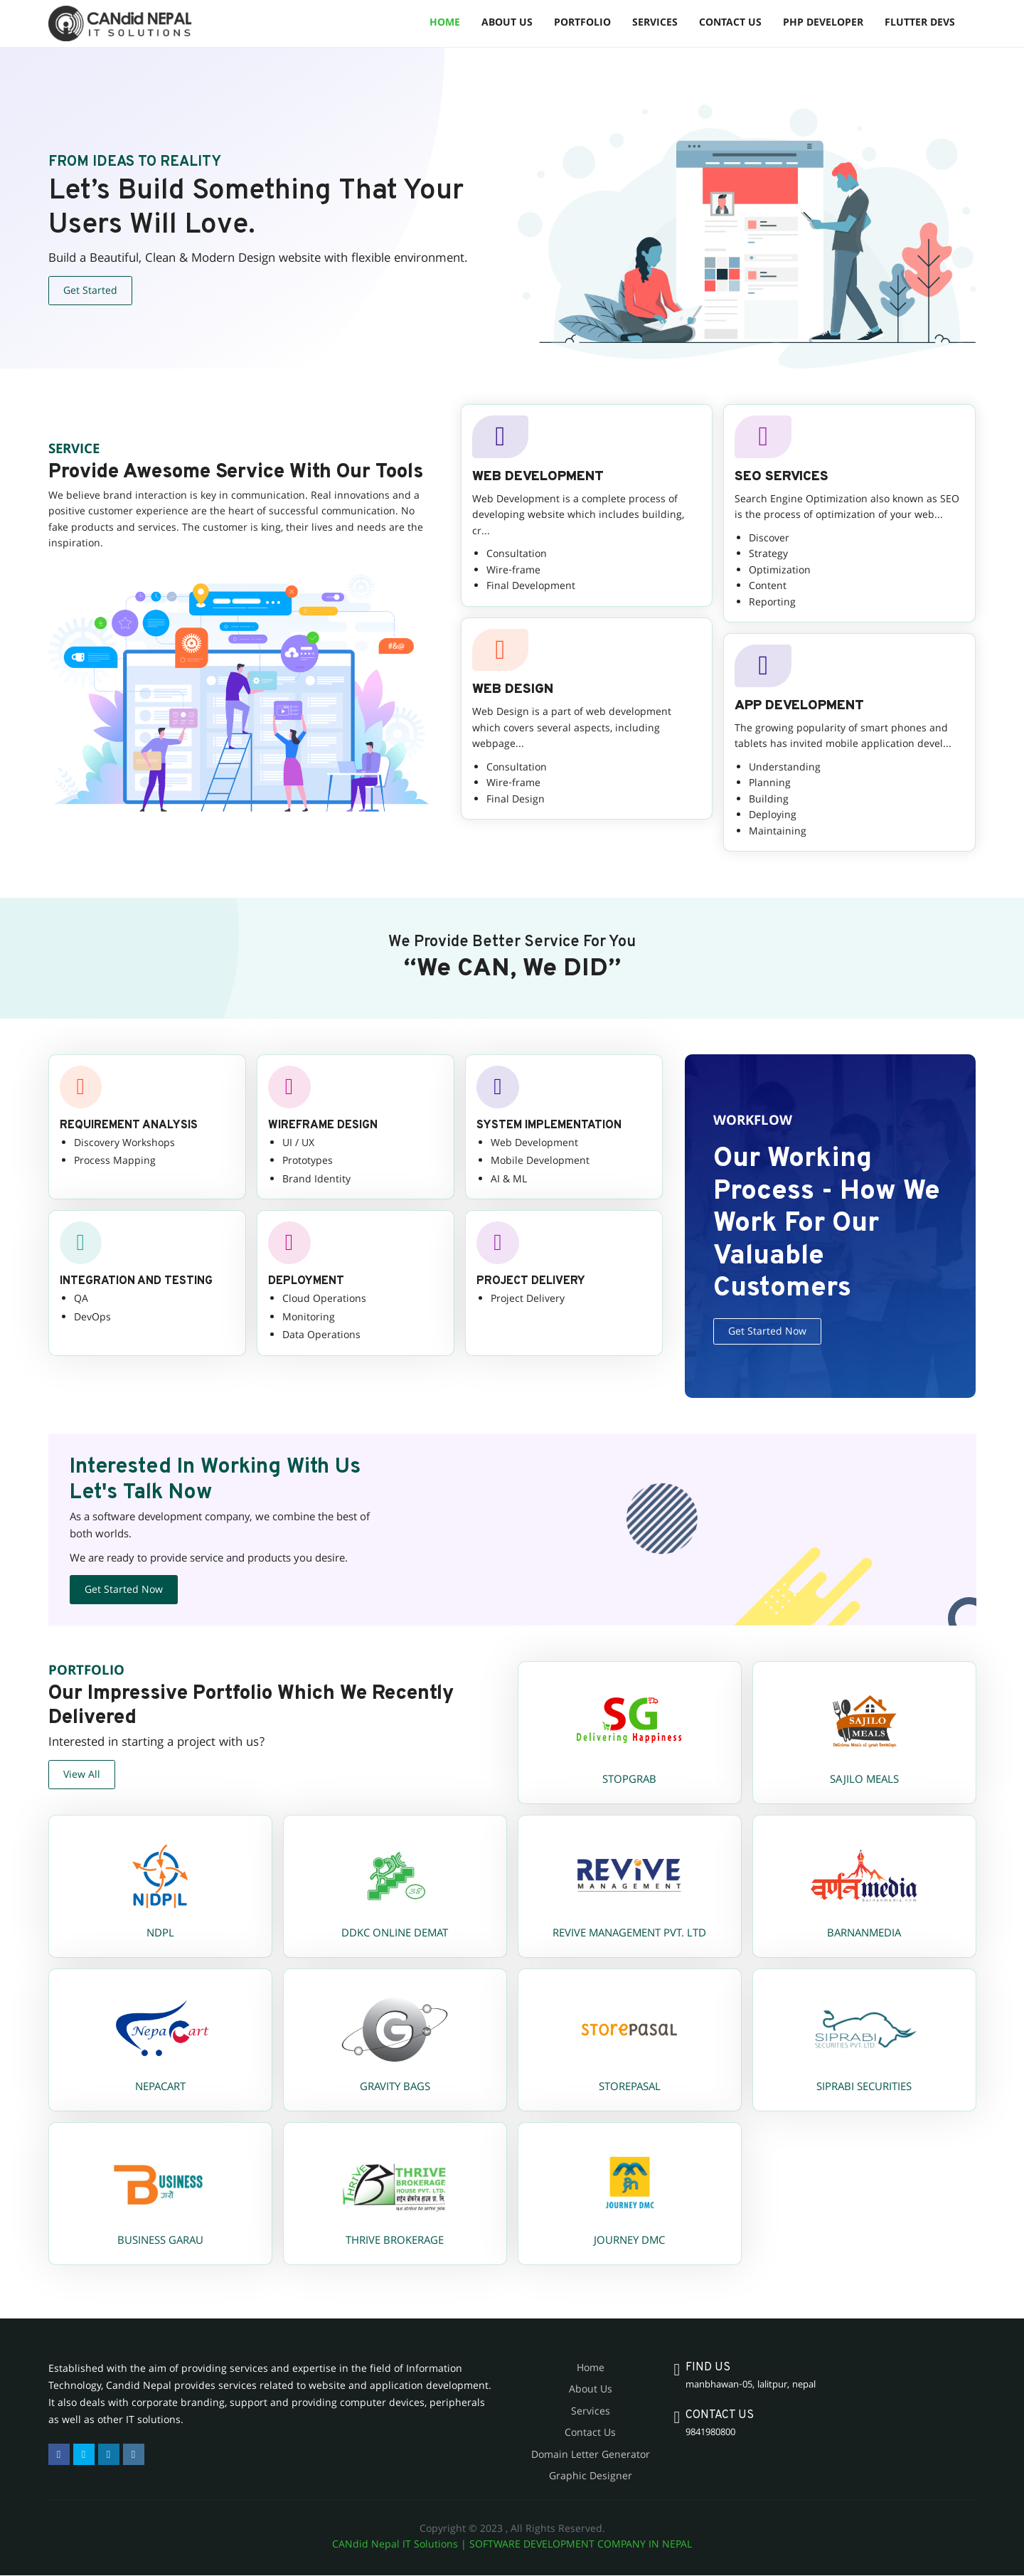 CANdid NEPAL
IT SOLUTIONS
HOME ABOUT US PORTFOLIO SERVICES CONTACT US PHP DEVELOPER FLUTTER DEVS
FROM IDEAS TO REALITY
Let’s Build Something That Your
Users Will Love.
Build a Beautiful, Clean & Modern Design website with flexible environment.
Get Started
SERVICE
Provide Awesome Service With Our Tools
We believe brand interaction is key in communication. Real innovations and a
positive customer experience are the heart of successful communication. No
fake products and services. The customer is king, their lives and needs are the
inspiration.
#&@
WEB DEVELOPMENT
Web Development is a complete process of
developing website which includes building,
cr...
Consultation
Wire-frame
Final Development
SEO SERVICES
Search Engine Optimization also known as SEO
is the process of optimization of your web...
Discover
Strategy
Optimization
Content
Reporting
WEB DESIGN
Web Design is a part of web development
which covers several aspects, including
webpage...
Consultation
Wire-frame
Final Design
APP DEVELOPMENT
The growing popularity of smart phones and
tablets has invited mobile application devel...
Understanding
Planning
Building
Deploying
Maintaining
We Provide Better Service For You
“We CAN, We DID”
REQUIREMENT ANALYSIS
Discovery Workshops
Process Mapping
WIREFRAME DESIGN
UI / UX
Prototypes
Brand Identity
SYSTEM IMPLEMENTATION
Web Development
Mobile Development
AI & ML
INTEGRATION AND TESTING
QA
DevOps
DEPLOYMENT
Cloud Operations
Monitoring
Data Operations
PROJECT DELIVERY
Project Delivery
WORKFLOW
Our Working
Process - How We
Work For Our
Valuable
Customers
Get Started Now
Interested In Working With Us
Let's Talk Now
As a software development company, we combine the best of
both worlds.
We are ready to provide service and products you desire.
Get Started Now
PORTFOLIO
Our Impressive Portfolio Which We Recently
Delivered
Interested in starting a project with us?
View All
SG
Delivering Happiness
STOPGRAB
SAJILO
MEALS
SAJILO MEALS
N|DP|L
NDPL
DDKC ONLINE DEMAT
REVIVE
MANAGEMENT
REVIVE MANAGEMENT PVT. LTD
वर्णन media
barnanmedia.com
BARNANMEDIA
Nepa Cart
NEPACART
G
GRAVITY BAGS
storepasal
STOREPASAL
SIPRABI
SECURITIES PVT. LTD
SIPRABI SECURITIES
BUSINESS
गरौं
BUSINESS GARAU
THRIVE
THRIVE
BROKERAGE
HOUSE PVT. LTD.
we strive to serve you
THRIVE BROKERAGE
JOURNEY DMC
JOURNEY DMC
Established with the aim of providing services and expertise in the field of Information
Technology, Candid Nepal provides services related to website and application development.
It also deals with corporate branding, support and providing computer devices, peripherals
as well as other IT solutions.
Home
About Us
Services
Contact Us
Domain Letter Generator
Graphic Designer
FIND US
manbhawan-05, lalitpur, nepal
CONTACT US
9841980800
Copyright © 2023 , All Rights Reserved.
CANdid Nepal IT Solutions | SOFTWARE DEVELOPMENT COMPANY IN NEPAL